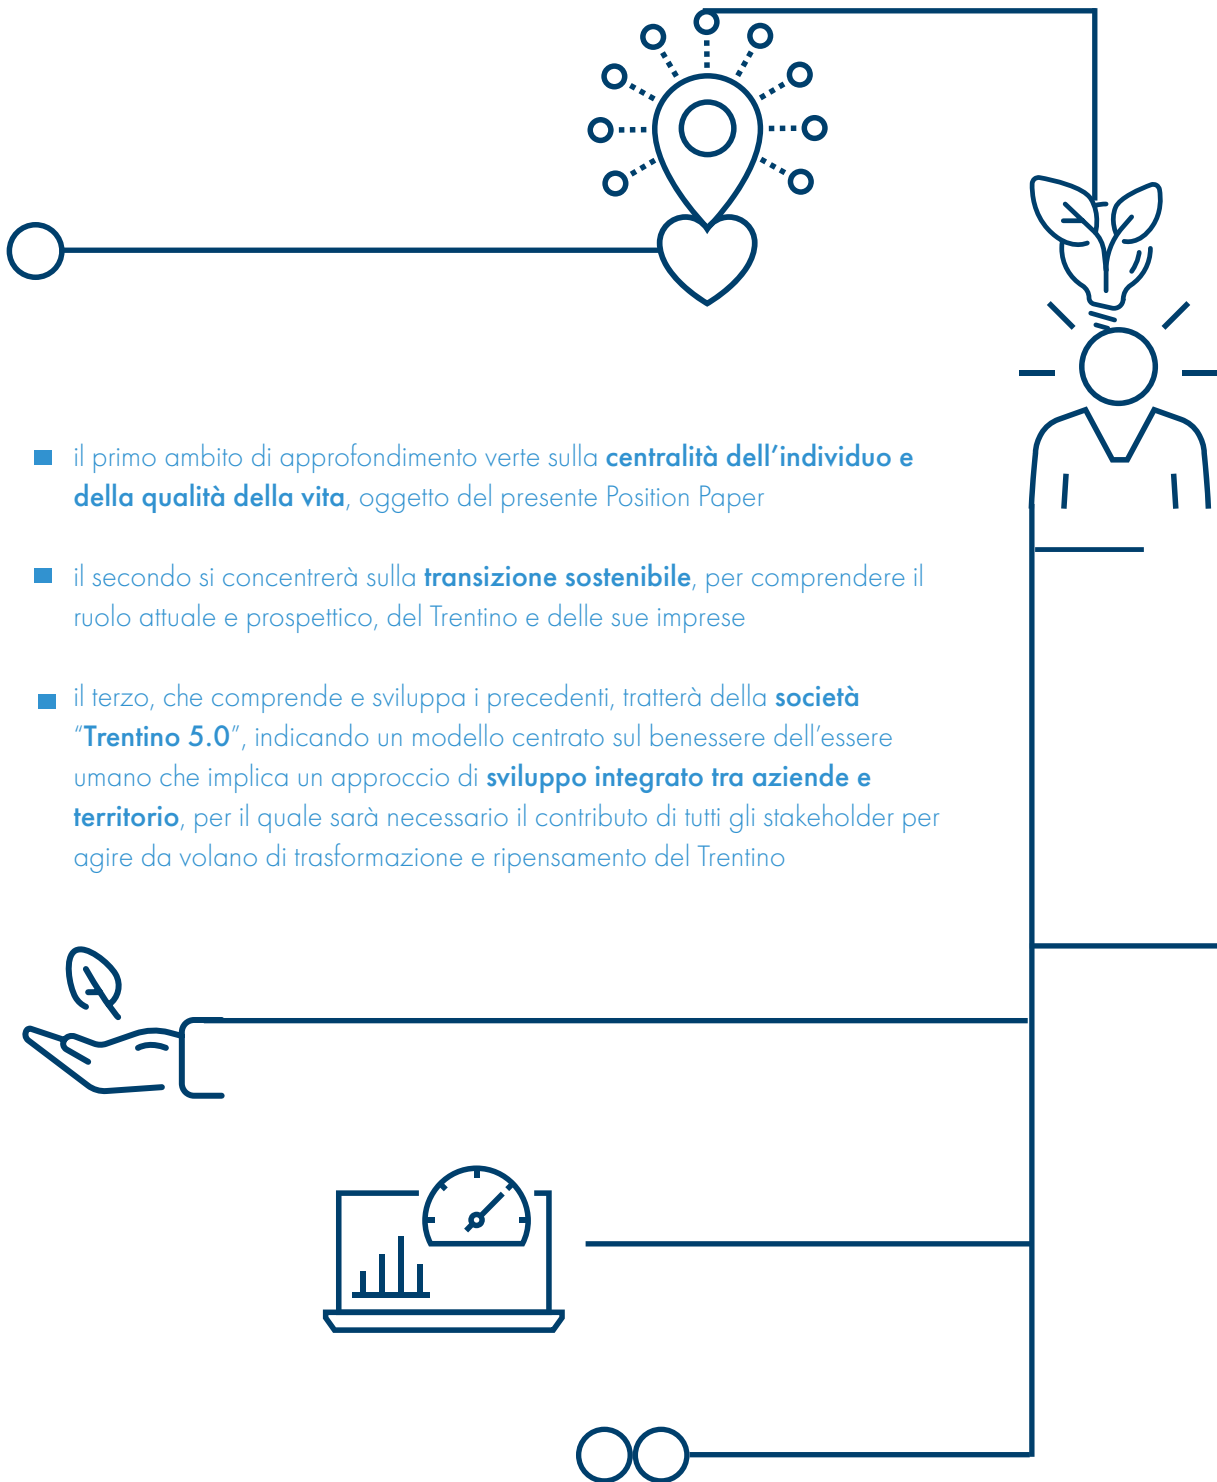 il primo ambito di approfondimento verte sulla centralità dell’individuo e
della qualità della vita, oggetto del presente Position Paper
il secondo si concentrerà sulla transizione sostenibile, per comprendere il
ruolo attuale e prospettico, del Trentino e delle sue imprese
il terzo, che comprende e sviluppa i precedenti, tratterà della società
“Trentino 5.0”, indicando un modello centrato sul benessere dell’essere
umano che implica un approccio di sviluppo integrato tra aziende e
territorio, per il quale sarà necessario il contributo di tutti gli stakeholder per
agire da volano di trasformazione e ripensamento del Trentino